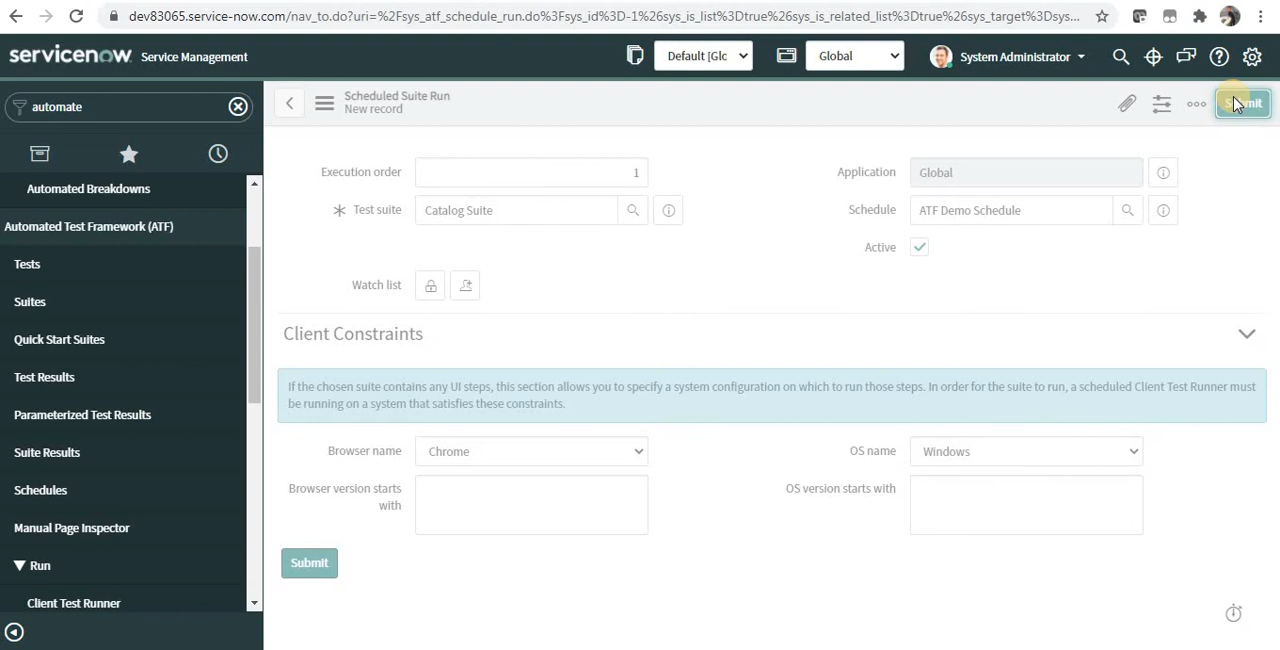 dev83065.service-now.com/nav_to.do?uri=%2Fsys_atf_schedule_run.do%3Fsys_id%3D-1%26sys_is_list%3Dtrue%26sys_is_related_list%3Dtrue%26sys_target%3Dsys...
servicenow Service Management
Default [Glc
Global
System Administrator
automate
Scheduled Suite Run
New record
Submit
Automated Breakdowns
Automated Test Framework (ATF)
Tests
Suites
Quick Start Suites
Test Results
Parameterized Test Results
Suite Results
Schedules
Manual Page Inspector
Run
Client Test Runner
Execution order 1
Application Global
Test suite Catalog Suite
Schedule ATF Demo Schedule
Active
Watch list
Client Constraints
If the chosen suite contains any UI steps, this section allows you to specify a system configuration on which to run those steps. In order for the suite to run, a scheduled Client Test Runner must
be running on a system that satisfies these constraints.
Browser name Chrome
OS name Windows
Browser version starts
with
OS version starts with
Submit